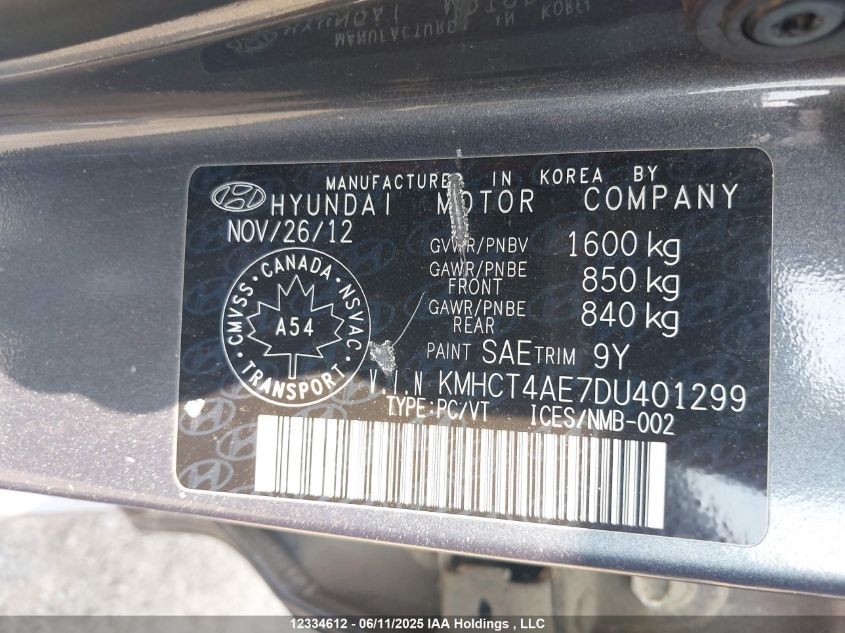 MANUFACTURED IN KOREA BY
HYUNDAI MOTOR COMPANY
NOV/26/12
GVWR/PNBV 1600 kg
GAWR/PNBE FRONT 850 kg
GAWR/PNBE REAR 840 kg
CANADA
CMVSS NSVAC
A54
TRANSPORT
PAINT SAE TRIM 9Y
V.I.N KMHCT4AE7DU401299
TYPE:PC/VT ICES/NMB-002
12334612 - 06/11/2025 IAA Holdings , LLC